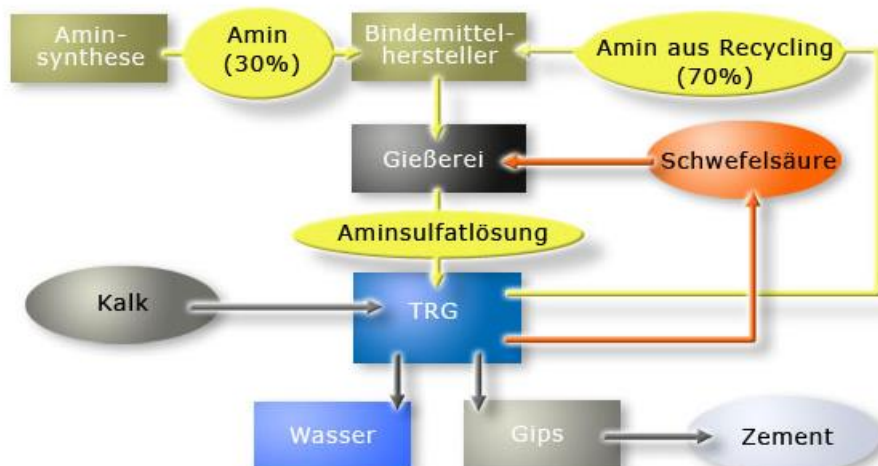 Amin-
synthese
Amin
(30%)
Bindemittel-
hersteller
Amin aus Recycling
(70%)
Gießerei
Schwefelsäure
Aminsulfatlösung
Kalk
TRG
Wasser
Gips
Zement